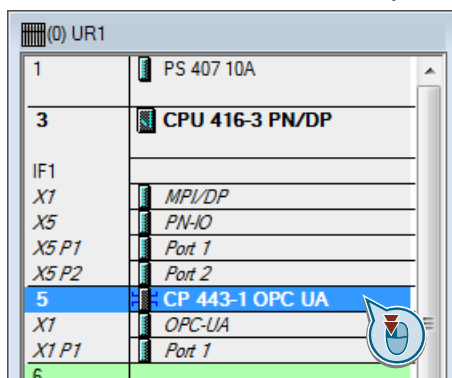 (0) UR1
1 PS 407 10A
3 CPU 416-3 PN/DP
IF1
X1 MPI/DP
X5 PN-IO
X5 P1 Port 1
X5 P2 Port 2
5 CP 443-1 OPC UA
X1 OPC-UA
X1 P1 Port 1
6